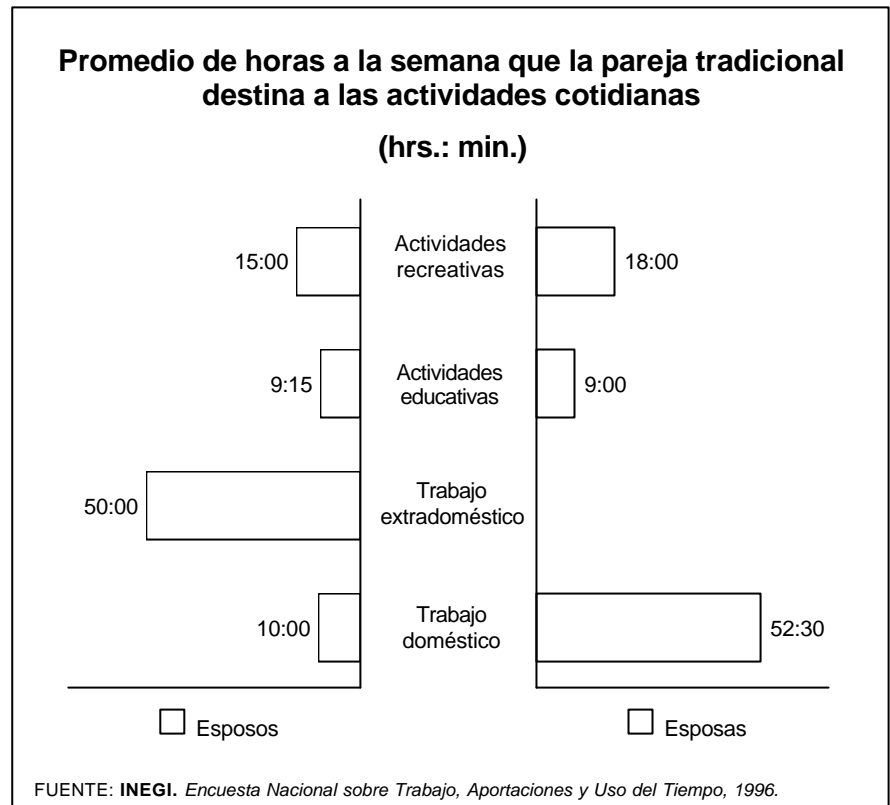 Promedio de horas a la semana que la pareja tradicional
destina a las actividades cotidianas
(hrs.: min.)
15:00
Actividades
recreativas
18:00
9:15
Actividades
educativas
9:00
50:00
Trabajo
extradoméstico
10:00
Trabajo
doméstico
52:30
Esposos
Esposas
FUENTE: INEGI. Encuesta Nacional sobre Trabajo, Aportaciones y Uso del Tiempo, 1996.